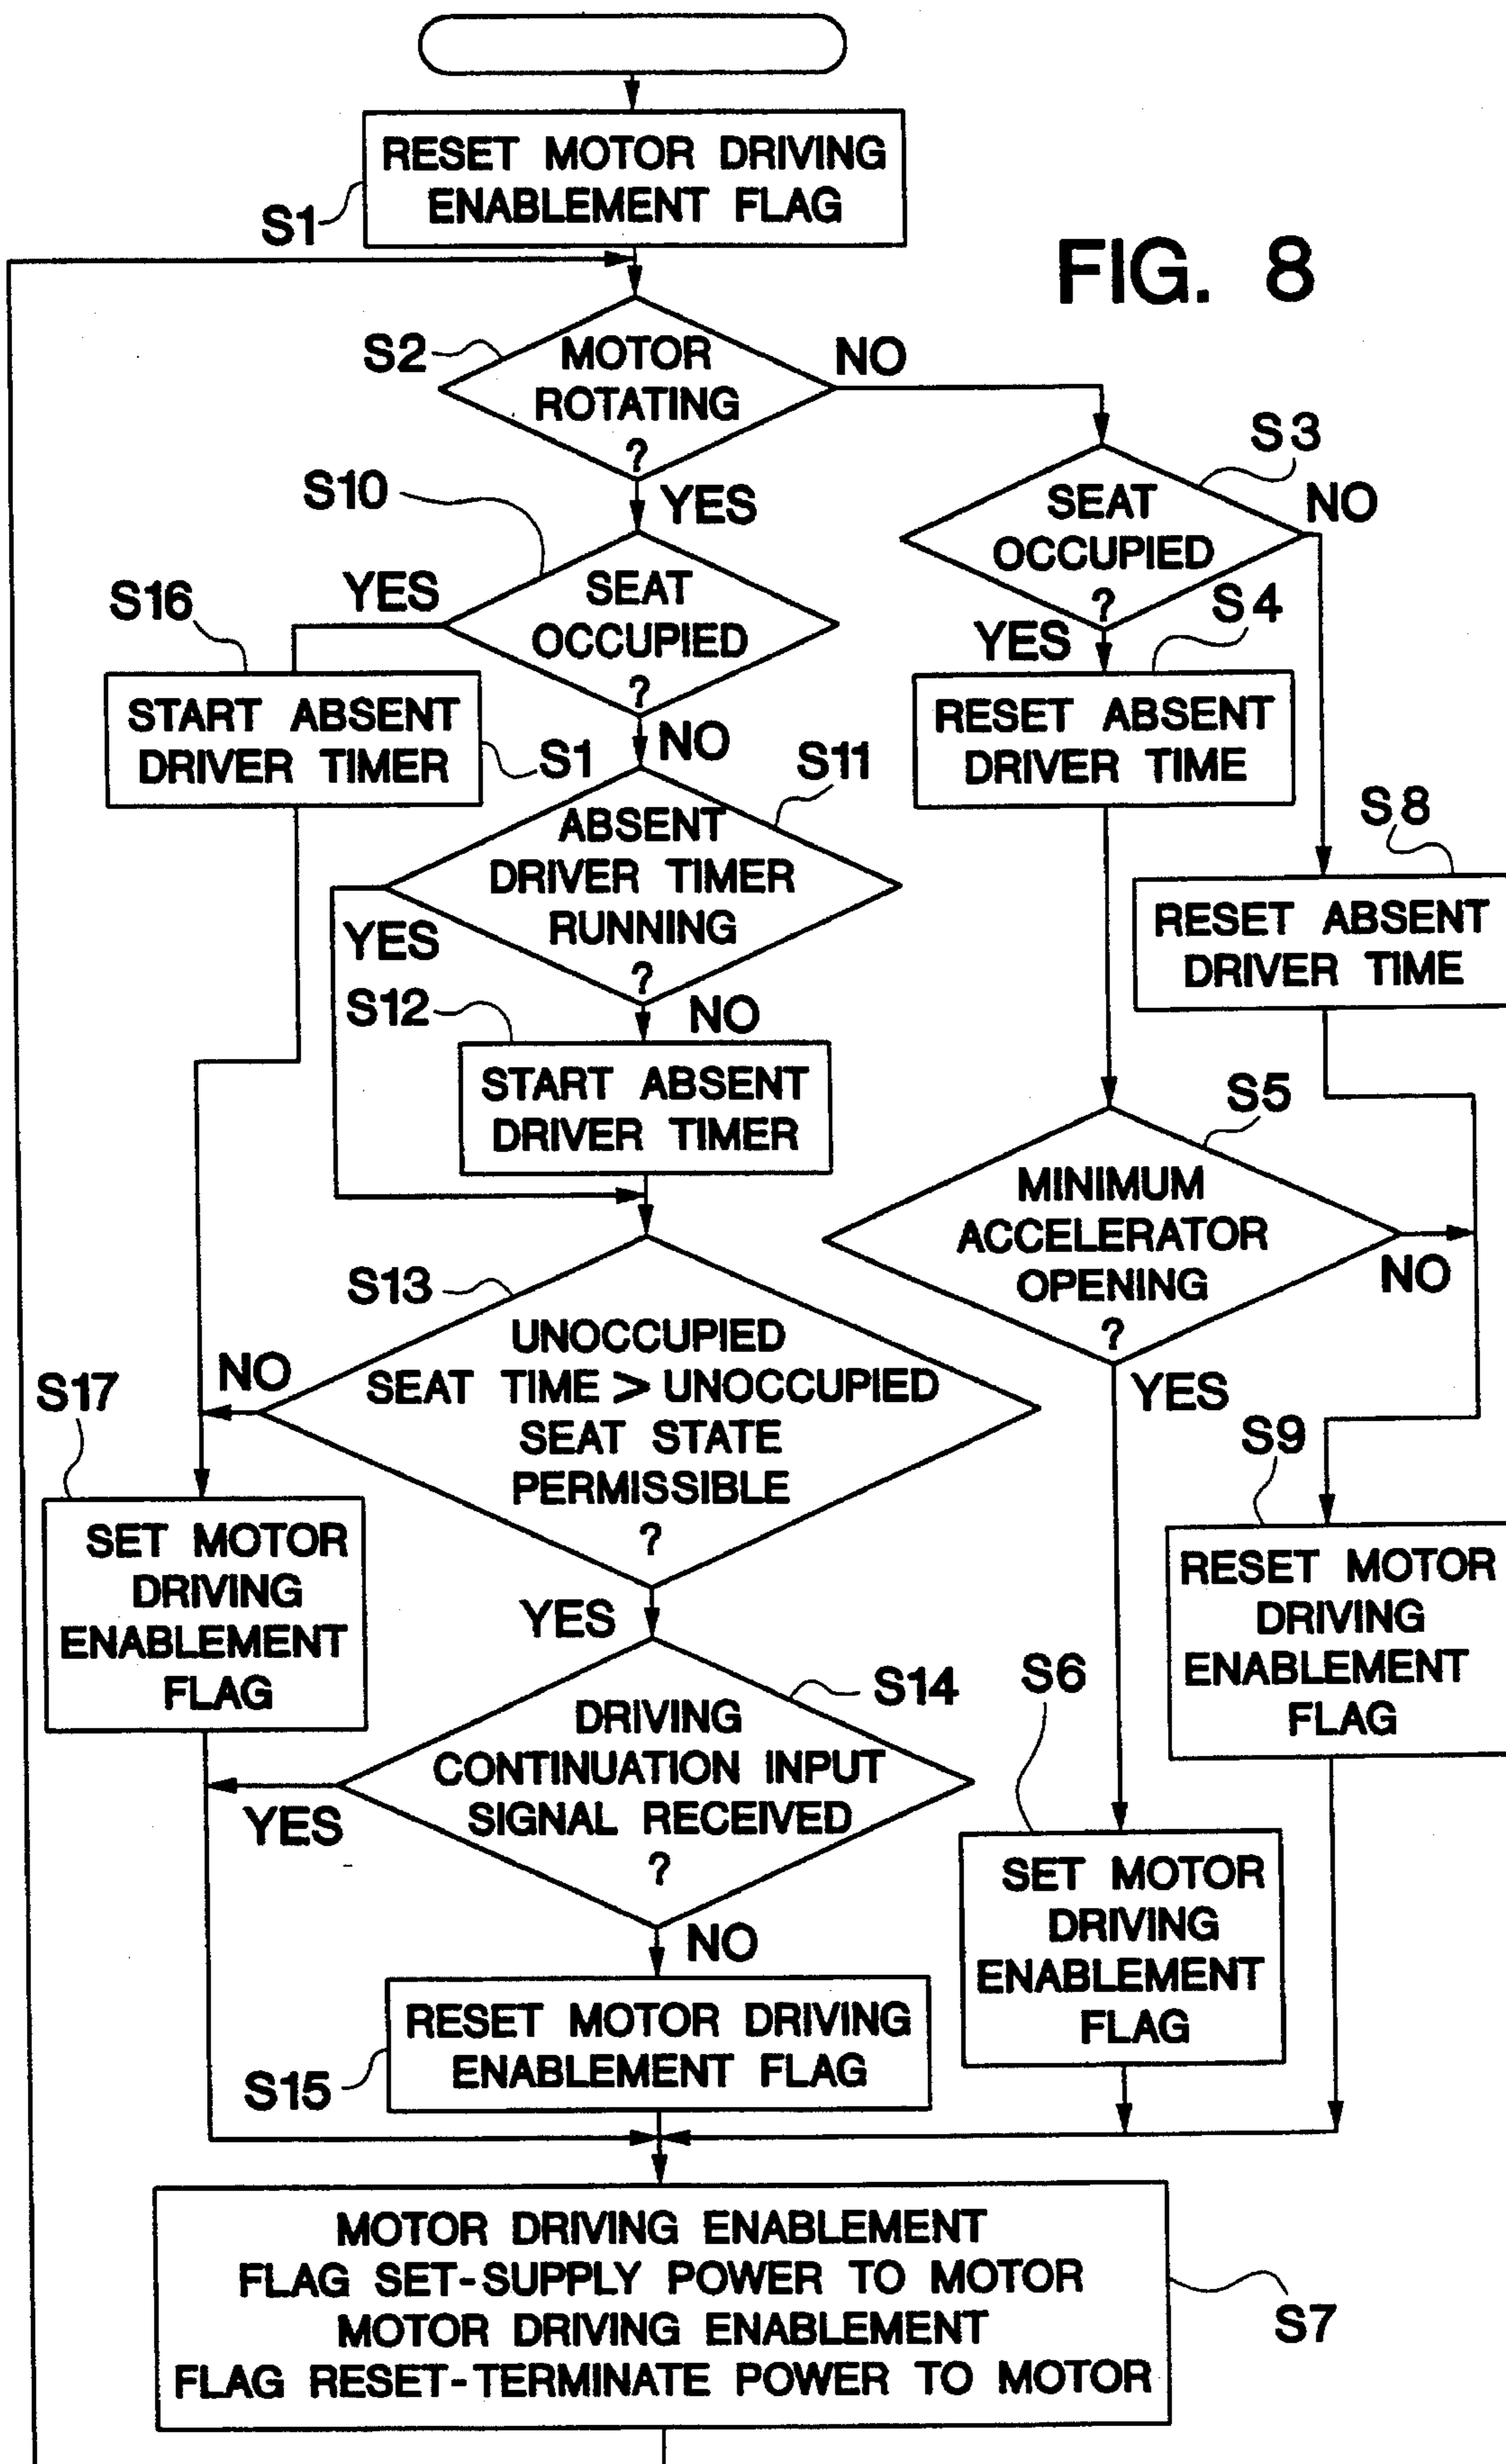 RESET MOTOR DRIVING
ENABLEMENT FLAG
S1
FIG. 8
S2
MOTOR
ROTATING
?
NO
YES
S3
SEAT
OCCUPIED
?
NO
YES
S10
SEAT
OCCUPIED
?
YES
NO
S16
START ABSENT
DRIVER TIMER
S1
S4
RESET ABSENT
DRIVER TIME
S11
ABSENT
DRIVER TIMER
RUNNING
?
YES
NO
S8
RESET ABSENT
DRIVER TIME
S12
START ABSENT
DRIVER TIMER
S5
MINIMUM
ACCELERATOR
OPENING
?
NO
YES
S13
UNOCCUPIED
SEAT TIME > UNOCCUPIED
SEAT STATE
PERMISSIBLE
?
NO
YES
S17
SET MOTOR
DRIVING
ENABLEMENT
FLAG
S9
RESET MOTOR
DRIVING
ENABLEMENT
FLAG
S14
DRIVING
CONTINUATION INPUT
SIGNAL RECEIVED
?
YES
NO
S6
SET MOTOR
DRIVING
ENABLEMENT
FLAG
RESET MOTOR DRIVING
ENABLEMENT FLAG
S15
MOTOR DRIVING ENABLEMENT
FLAG SET-SUPPLY POWER TO MOTOR
MOTOR DRIVING ENABLEMENT
FLAG RESET-TERMINATE POWER TO MOTOR
S7